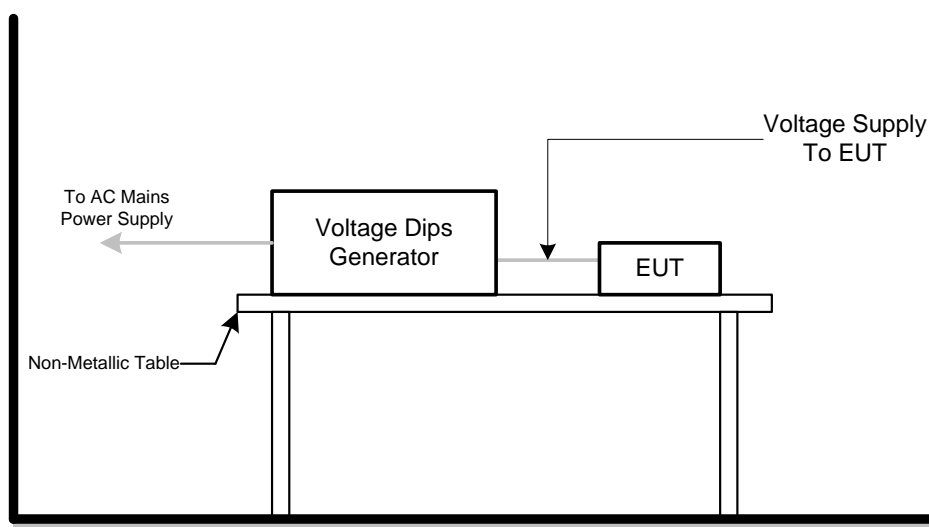 Voltage Supply
To EUT
To AC Mains
Power Supply
Voltage Dips
Generator
EUT
Non-Metallic Table